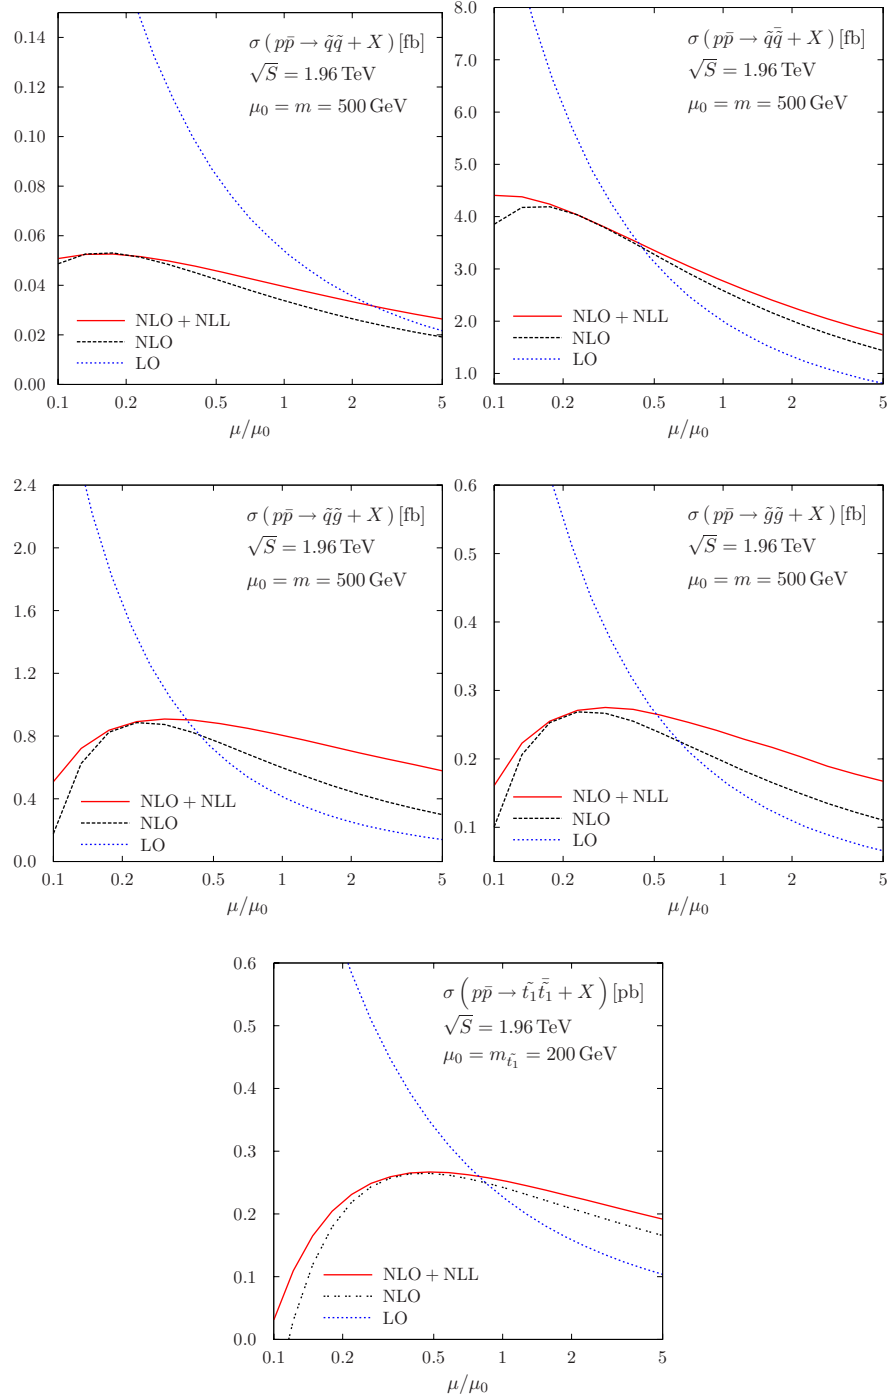 σ(pp̄ → q̃q̃ + X) [fb]
√S = 1.96 TeV
μ₀ = m = 500 GeV
0.14
0.12
0.10
0.08
0.06
0.04
0.02
0.00
NLO + NLL
NLO
LO
0.1 0.2 0.5 1 2 5
μ/μ₀
σ(pp̄ → q̃q̃̄ + X) [fb]
√S = 1.96 TeV
μ₀ = m = 500 GeV
8.0
7.0
6.0
5.0
4.0
3.0
2.0
1.0
NLO + NLL
NLO
LO
0.1 0.2 0.5 1 2 5
μ/μ₀
σ(pp̄ → q̃g̃ + X) [fb]
√S = 1.96 TeV
μ₀ = m = 500 GeV
2.4
2.0
1.6
1.2
0.8
0.4
0.0
NLO + NLL
NLO
LO
0.1 0.2 0.5 1 2 5
μ/μ₀
σ(pp̄ → g̃g̃ + X) [fb]
√S = 1.96 TeV
μ₀ = m = 500 GeV
0.6
0.5
0.4
0.3
0.2
0.1
NLO + NLL
NLO
LO
0.1 0.2 0.5 1 2 5
μ/μ₀
σ(pp̄ → t̃₁t̃̄₁ + X) [pb]
√S = 1.96 TeV
μ₀ = m_t̃₁ = 200 GeV
0.6
0.5
0.4
0.3
0.2
0.1
0.0
NLO + NLL
NLO
LO
0.1 0.2 0.5 1 2 5
μ/μ₀